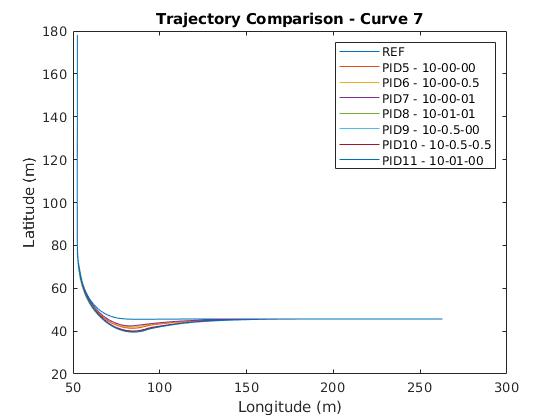 Trajectory Comparison - Curve 7
180
160
140
120
100
80
60
40
20
Latitude (m)
REF
PID5 - 10-00-00
PID6 - 10-00-0.5
PID7 - 10-00-01
PID8 - 10-01-01
PID9 - 10-0.5-00
PID10 - 10-0.5-0.5
PID11 - 10-01-00
50
100
150
200
250
300
Longitude (m)